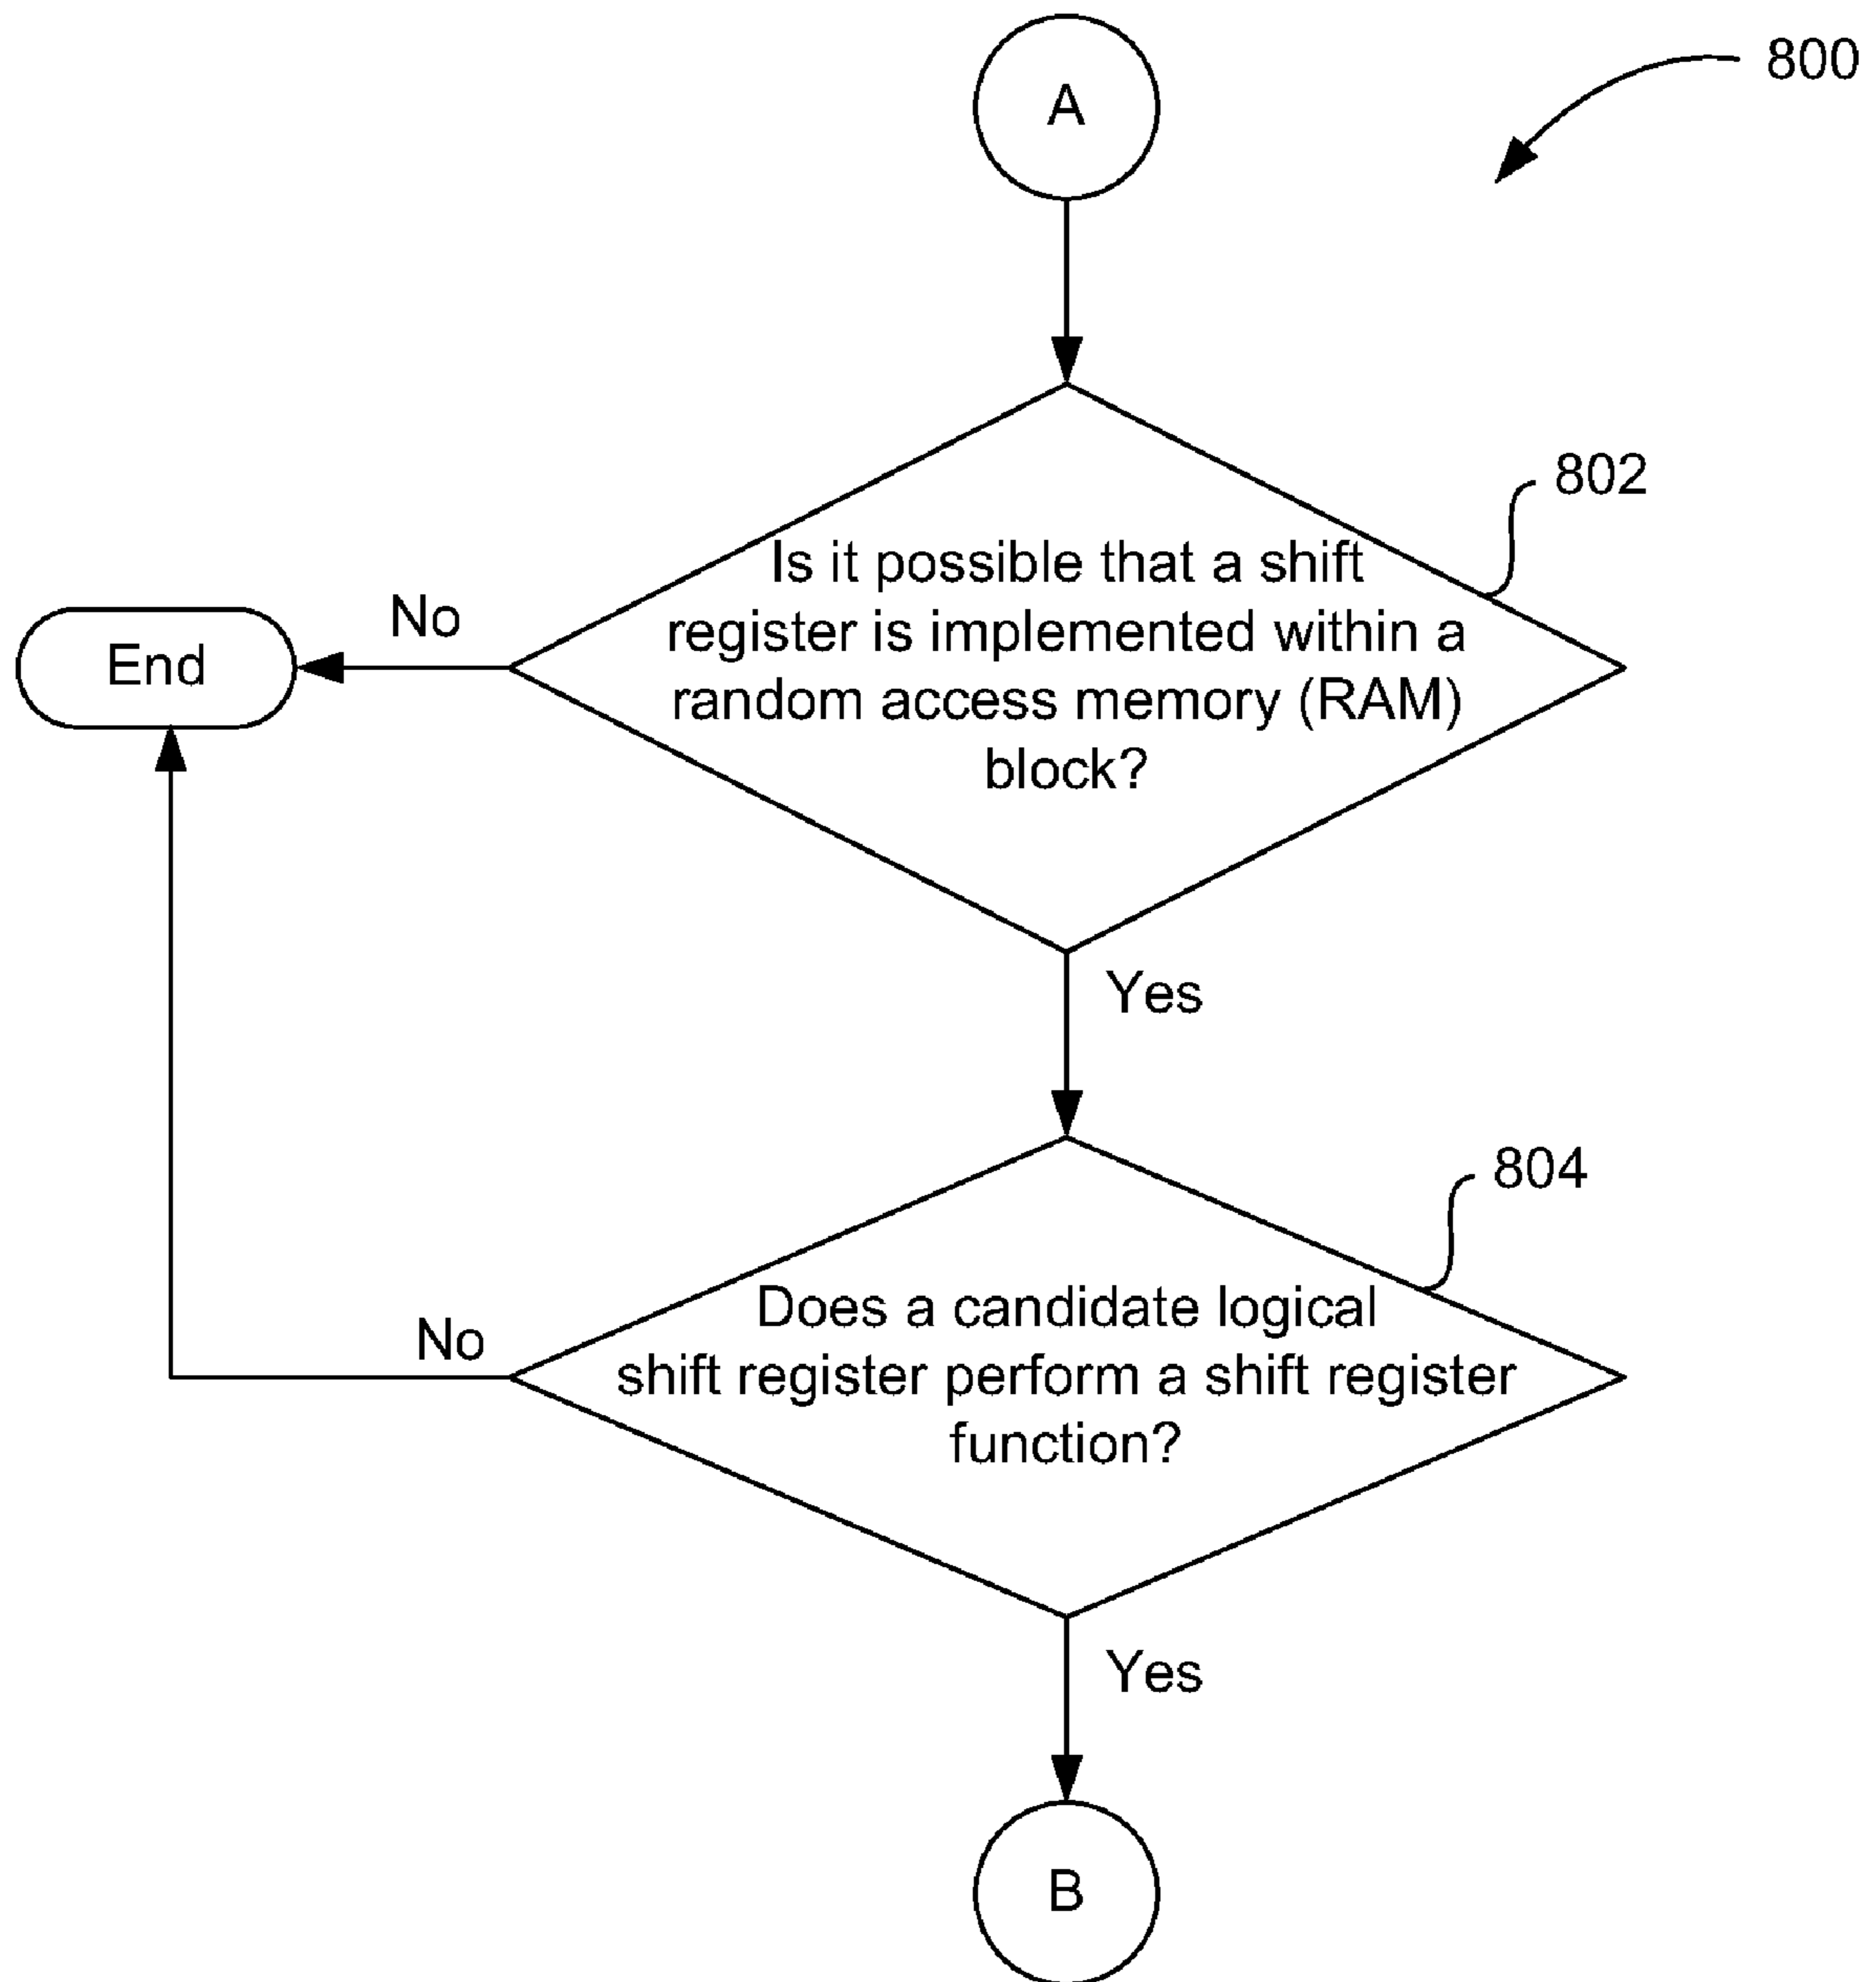 A
800
802
Is it possible that a shift
register is implemented within a
random access memory (RAM)
block?
No
End
Yes
804
Does a candidate logical
shift register perform a shift register
function?
No
Yes
B